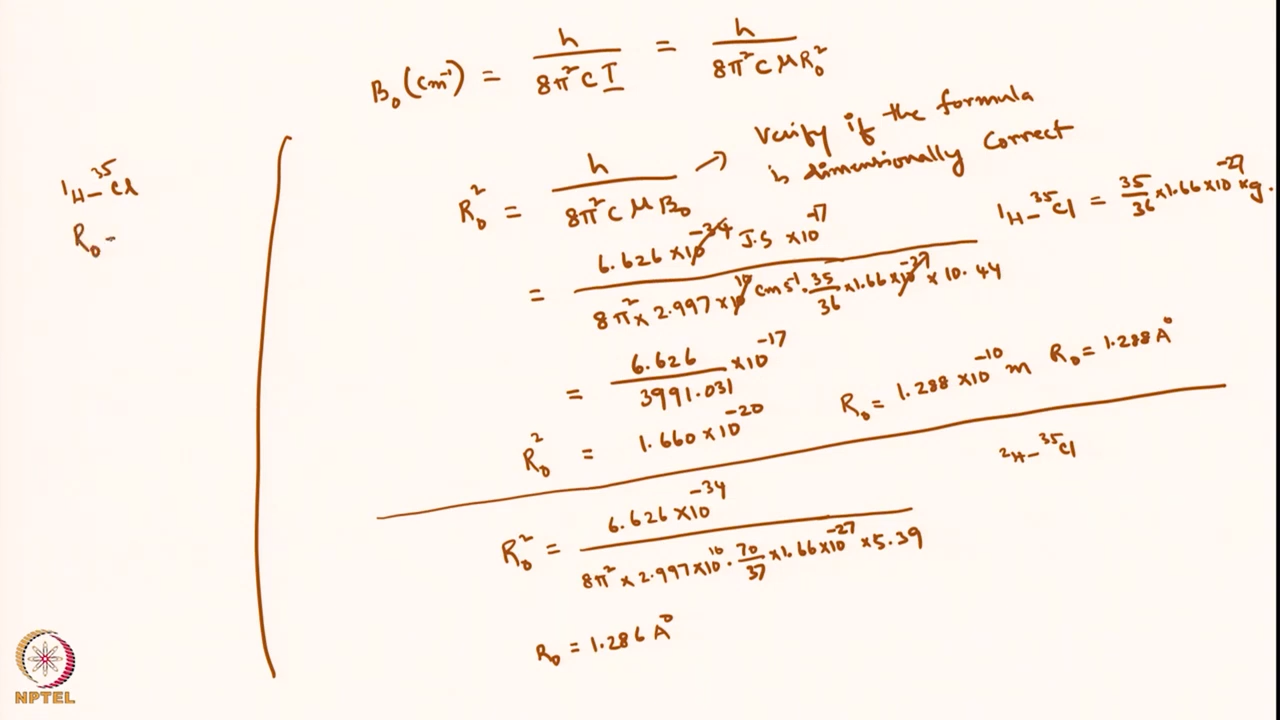 B₀(cm⁻¹) = h / 8π²cI = h / 8π²cμR₀²
¹H–³⁵Cl
R₀ –
R₀² = h / 8π²cμB₀ → Verify if the formula
is dimensionally correct
¹H–³⁵Cl = 35/36 × 1.66×10⁻²⁷ kg.
= 6.626×10⁻³⁴ J.S ×10⁻¹⁷ / 8π² × 2.997×10¹⁰ cm s⁻¹ · 35/36 × 1.66×10⁻²⁷ × 10.44
= 6.626 / 3991.031 ×10⁻¹⁷
R₀² = 1.660×10⁻²⁰
R₀ = 1.288×10⁻¹⁰ m R₀ = 1.288 A°
²H–³⁵Cl
R₀² = 6.626×10⁻³⁴ / 8π² × 2.997×10¹⁰ · 70/37 × 1.66×10⁻²⁷ × 5.39
R₀ = 1.286 A°
NPTEL